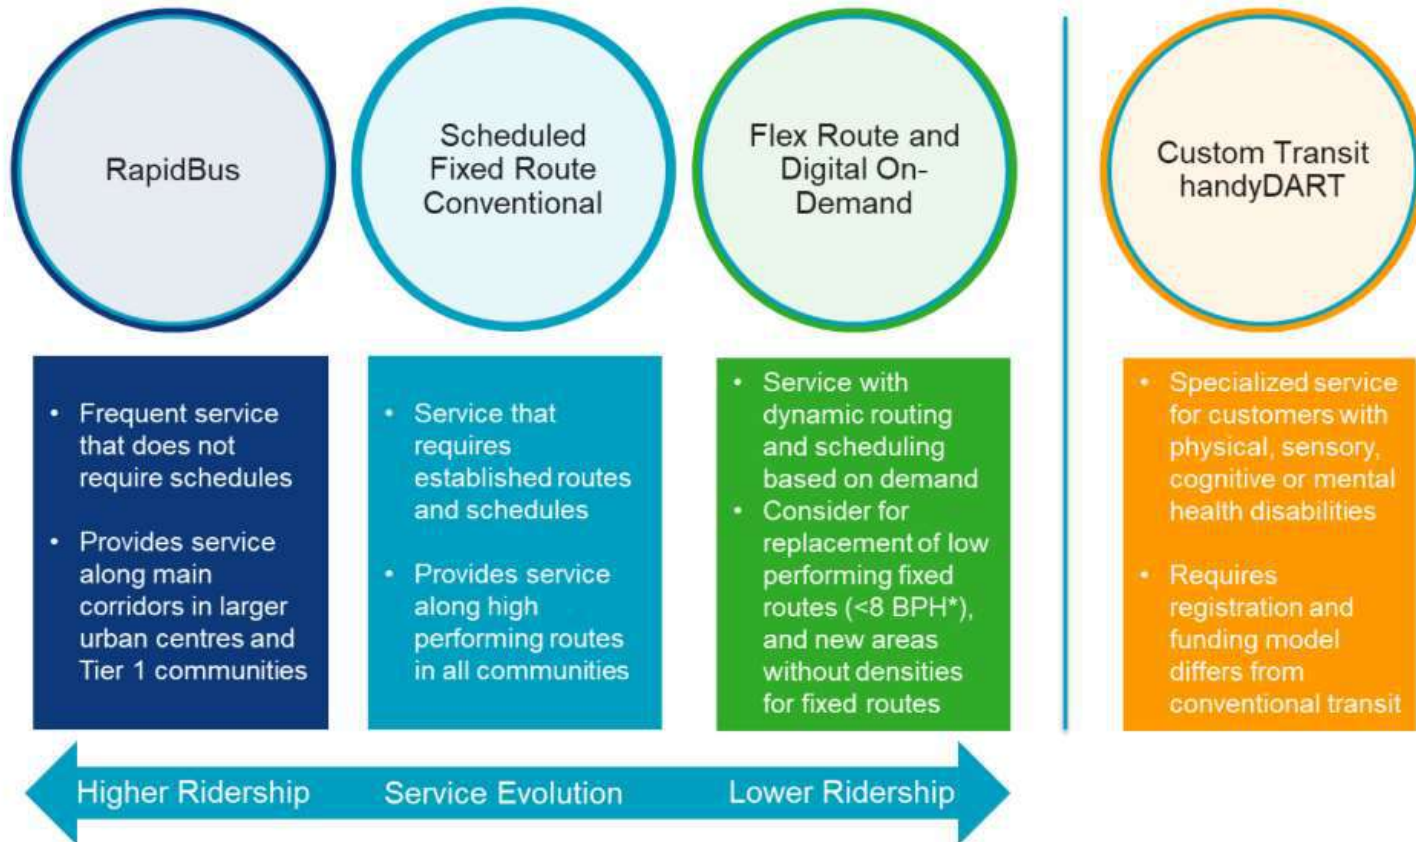 RapidBus
Scheduled
Fixed Route
Conventional
Flex Route and
Digital On-
Demand
Custom Transit
handyDART
• Frequent service
that does not
require schedules
• Provides service
along main
corridors in larger
urban centres and
Tier 1 communities
• Service that
requires
established routes
and schedules
• Provides service
along high
performing routes
in all communities
• Service with
dynamic routing
and scheduling
based on demand
• Consider for
replacement of low
performing fixed
routes (<8 BPH*),
and new areas
without densities
for fixed routes
• Specialized service
for customers with
physical, sensory,
cognitive or mental
health disabilities
• Requires
registration and
funding model
differs from
conventional transit
Higher Ridership
Service Evolution
Lower Ridership